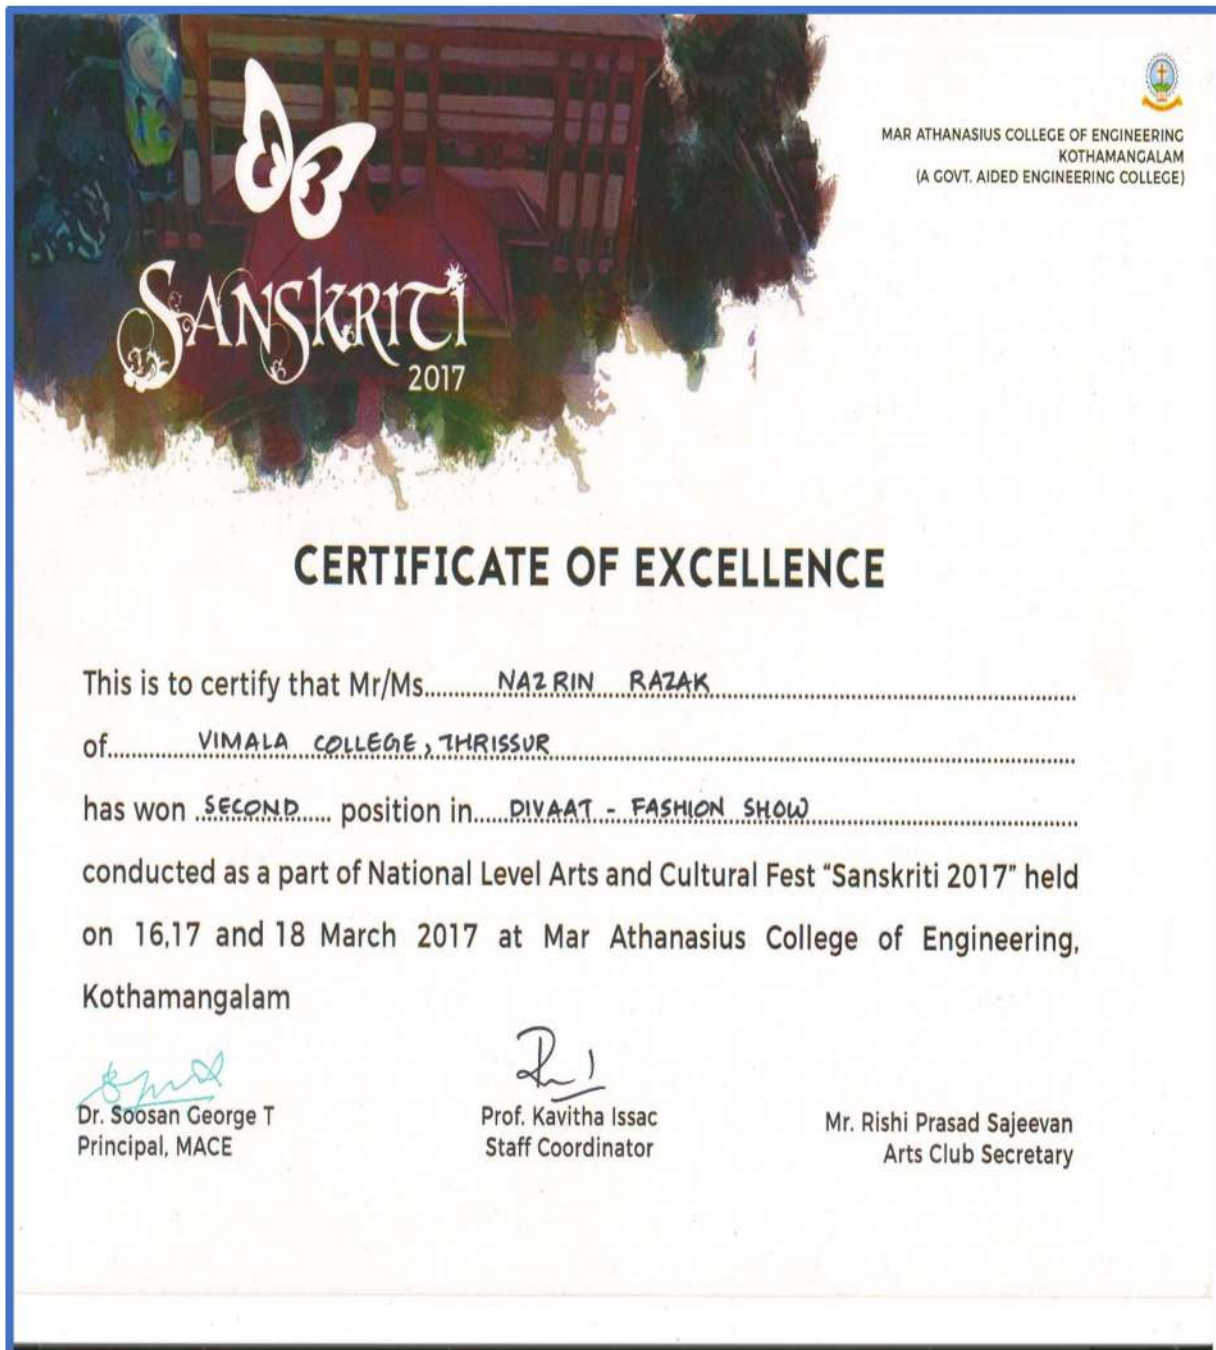 SANSKRITI
2017
MAR ATHANASIUS COLLEGE OF ENGINEERING
KOTHAMANGALAM
(A GOVT. AIDED ENGINEERING COLLEGE)
CERTIFICATE OF EXCELLENCE
This is to certify that Mr/Ms.......... NAZRIN RAZAK
of.......... VIMALA COLLEGE, THRISSUR
has won SECOND position in DIVAAT - FASHION SHOW
conducted as a part of National Level Arts and Cultural Fest "Sanskriti 2017" held
on 16,17 and 18 March 2017 at Mar Athanasius College of Engineering,
Kothamangalam
Dr. Soosan George T
Principal, MACE
Prof. Kavitha Issac
Staff Coordinator
Mr. Rishi Prasad Sajeevan
Arts Club Secretary